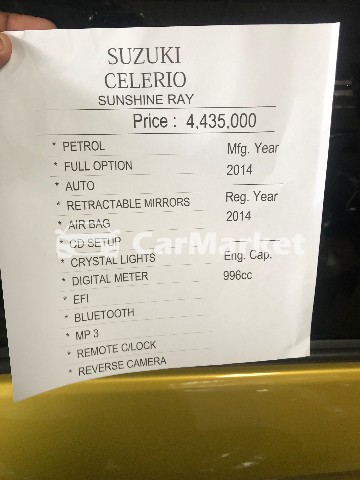 SUZUKI
CELERIO
SUNSHINE RAY
Price : 4,435,000
* PETROL
* FULL OPTION
* AUTO
* RETRACTABLE MIRRORS
* AIR BAG
* CD SETUP
* CRYSTAL LIGHTS
* DIGITAL METER
* EFI
* BLUETOOTH
* MP 3
* REMOTE C/LOCK
* REVERSE CAMERA
Mfg. Year
2014
Reg. Year
2014
Eng. Cap.
996cc
CarMarket